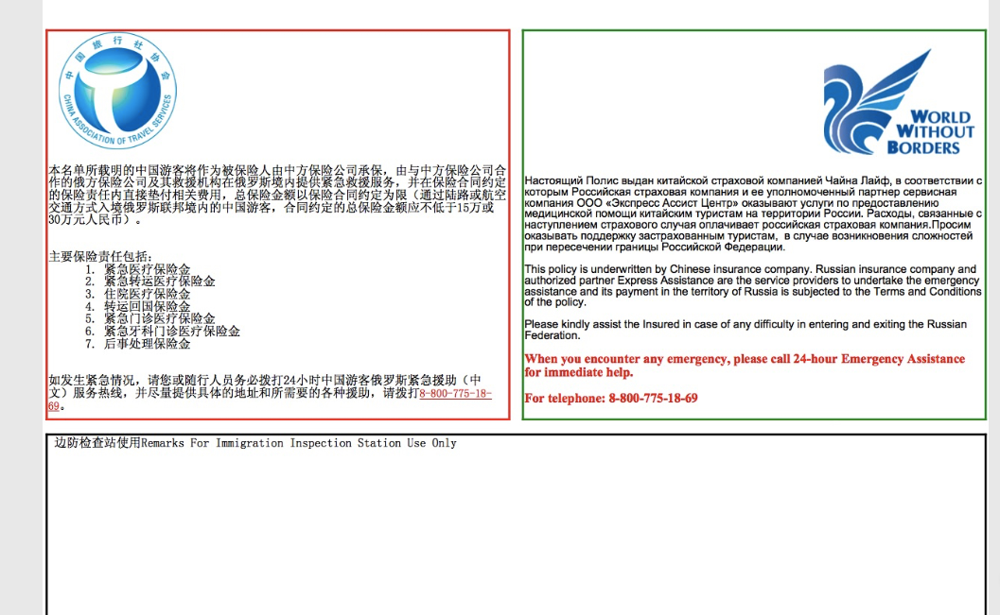 中国旅行社协会
CHINA ASSOCIATION OF TRAVEL SERVICES
本名单所载明的中国游客将作为被保险人由中方保险公司承保，由与中方保险公司合
作的俄方保险公司及其救援机构在俄罗斯境内提供紧急救援服务，并在保险合同约定
的保险责任内直接垫付相关费用，总保险金额以保险合同约定为限（通过陆路或航空
交通方式入境俄罗斯联邦境内的中国游客，合同约定的总保险金额应不低于15万或
30万元人民币）。
主要保险责任包括:
1. 紧急医疗保险金
2. 紧急转运医疗保险金
3. 住院医疗保险金
4. 转运回国保险金
5. 紧急门诊医疗保险金
6. 紧急牙科门诊医疗保险金
7. 后事处理保险金
如发生紧急情况，请您或随行人员务必拨打24小时中国游客俄罗斯紧急援助（中
文）服务热线，并尽量提供具体的地址和所需要的各种援助，请拨打8-800-775-18-
69。
WORLD
WITHOUT
BORDERS
Настоящий Полис выдан китайской страховой компанией Чайна Лайф, в соответствии с
которым Российская страховая компания и ее уполномоченный партнер сервисная
компания ООО «Экспресс Ассист Центр» оказывают услуги по предоставлению
медицинской помощи китайским туристам на территории России. Расходы, связанные с
наступлением страхового случая оплачивает российская страховая компания.Просим
оказывать поддержку застрахованным туристам, в случае возникновения сложностей
при пересечении границы Российской Федерации.
This policy is underwritten by Chinese insurance company. Russian insurance company and
authorized partner Express Assistance are the service providers to undertake the emergency
assistance and its payment in the territory of Russia is subjected to the Terms and Conditions
of the policy.
Please kindly assist the Insured in case of any difficulty in entering and exiting the Russian
Federation.
When you encounter any emergency, please call 24-hour Emergency Assistance
for immediate help.
For telephone: 8-800-775-18-69
边防检查站使用Remarks For Immigration Inspection Station Use Only